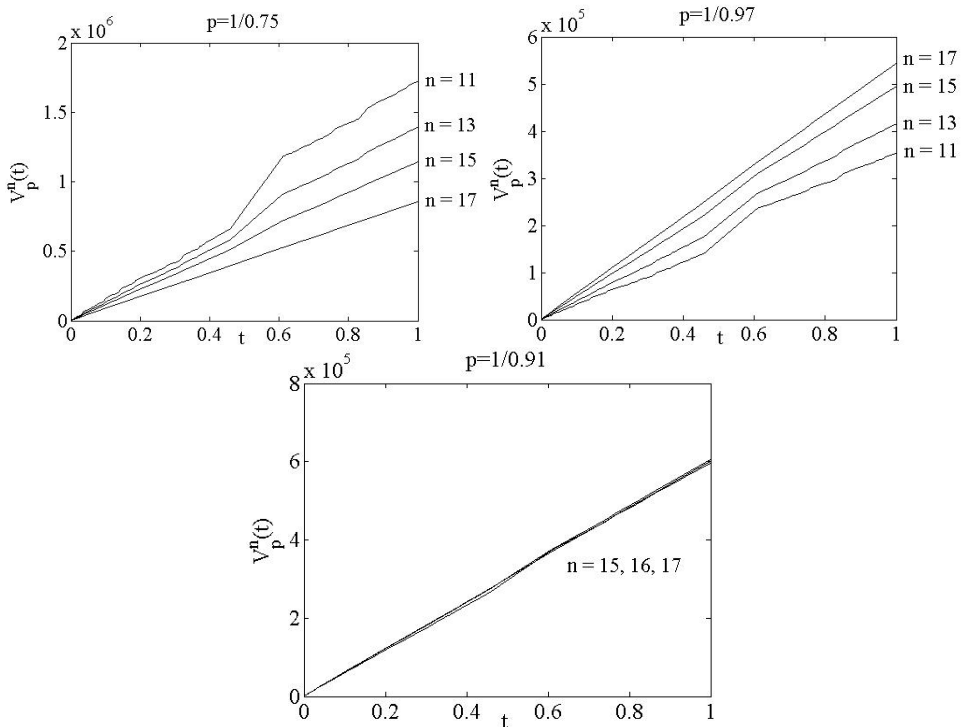 p=1/0.75
x 10^6
2
1.5
1
0.5
0
V_p^n(t)
n = 11
n = 13
n = 15
n = 17
0 0.2 0.4 0.6 0.8 1
t
p=1/0.97
x 10^5
6
5
4
3
2
1
0
V_p^n(t)
n = 17
n = 15
n = 13
n = 11
0 0.2 0.4 0.6 0.8 1
t
p=1/0.91
x 10^5
8
6
4
2
0
V_p^n(t)
n = 15, 16, 17
0 0.2 0.4 0.6 0.8 1
t